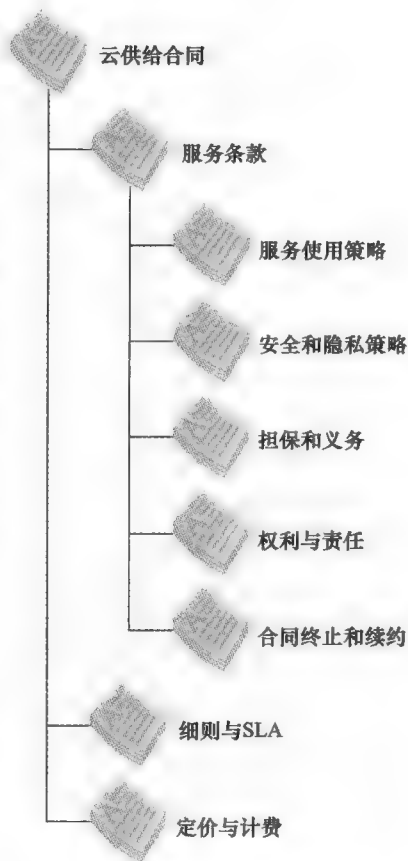 云供给合同
服务条款
服务使用策略
安全和隐私策略
担保和义务
权利与责任
合同终止和续约
细则与SLA
定价与计费